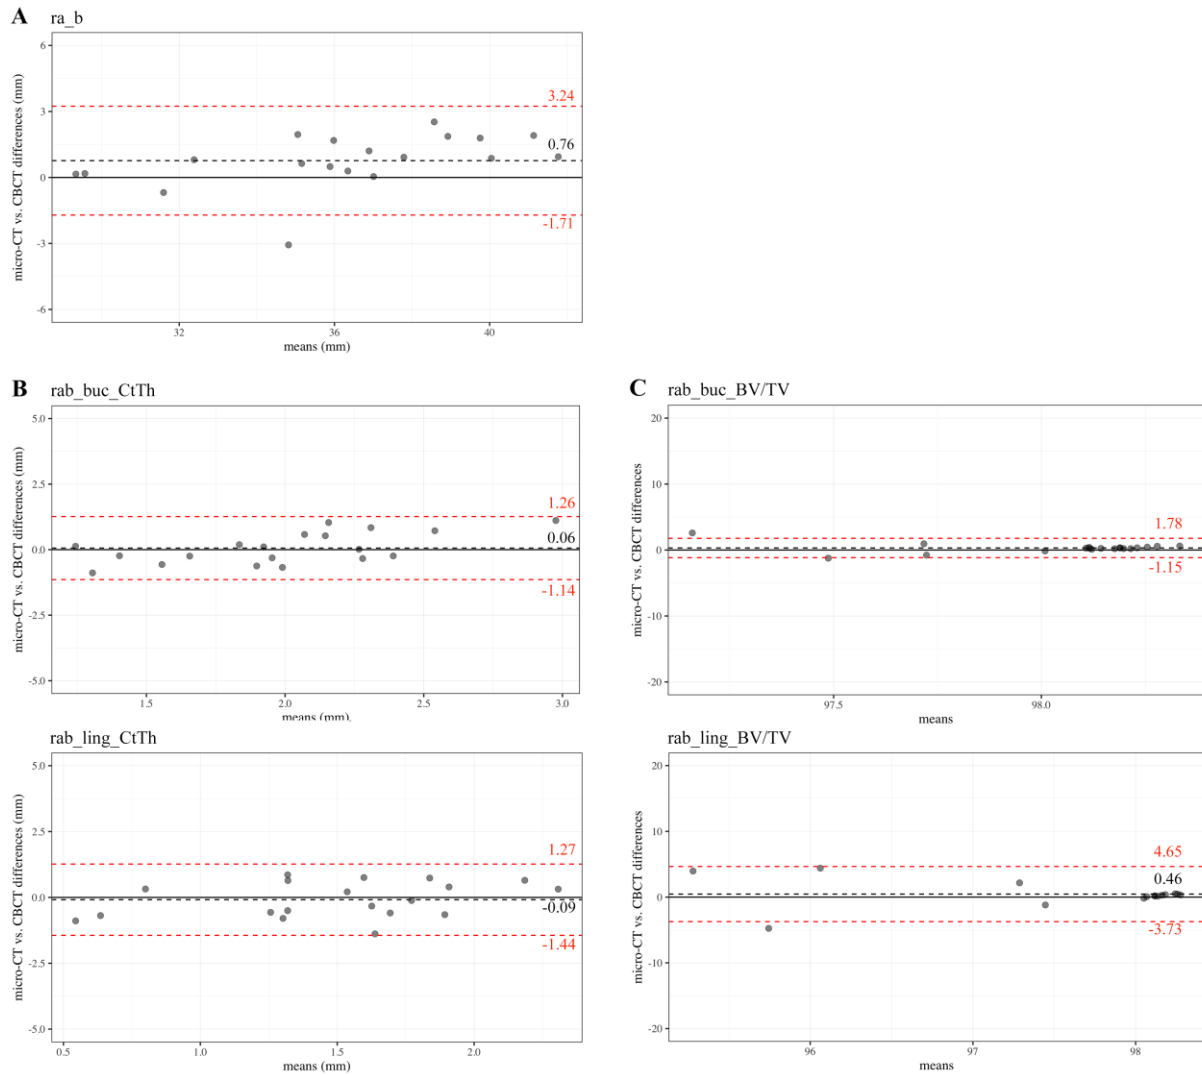 A ra_b
6
3.24
3
0.76
0
-1.71
-3
-6
32 36 40
means (mm)
micro-CT vs. CBCT differences (mm)
B rab_buc_CtTh
5.0
2.5
1.26
0.06
0.0
-1.14
-2.5
-5.0
1.5 2.0 2.5 3.0
means (mm)
micro-CT vs. CBCT differences (mm)
C rab_buc_BV/TV
20
10
1.78
0
-1.15
-10
-20
97.5 98.0
means
micro-CT vs. CBCT differences
rab_ling_CtTh
5.0
2.5
1.27
0.0
-0.09
-1.44
-2.5
-5.0
0.5 1.0 1.5 2.0
means (mm)
micro-CT vs. CBCT differences (mm)
rab_ling_BV/TV
20
10
4.65
0.46
0
-3.73
-10
-20
96 97 98
means
micro-CT vs. CBCT differences